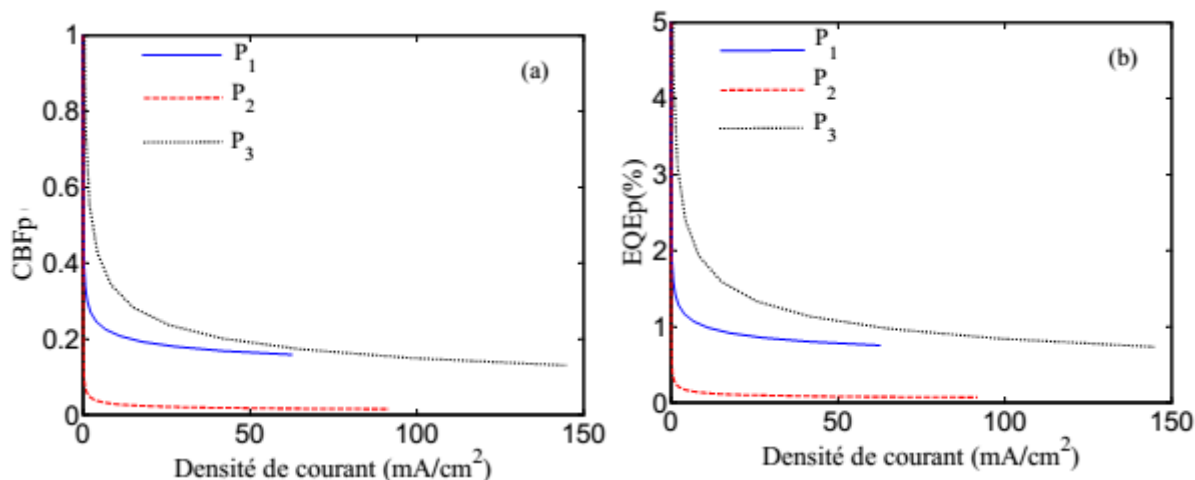 P1
P2
P3
(a)
1
0.8
0.6
0.4
0.2
0
0 50 100 150
CBFp
Densité de courant (mA/cm2)
P1
P2
P3
(b)
5
4
3
2
1
0
0 50 100 150
EQEp(%)
Densité de courant (mA/cm2)